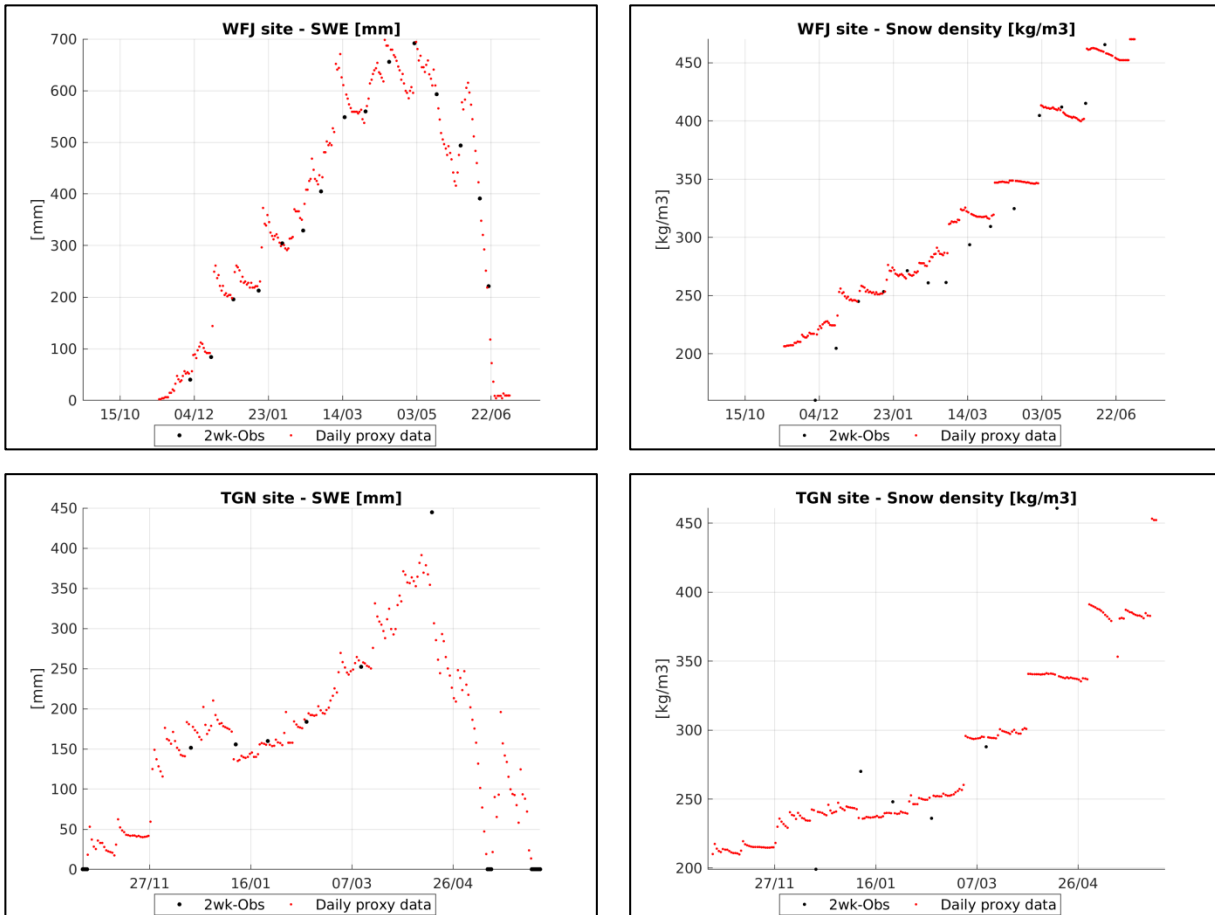 WFJ site - SWE [mm]
[mm]
700
600
500
400
300
200
100
0
15/10 04/12 23/01 14/03 03/05 22/06
2wk-Obs Daily proxy data
WFJ site - Snow density [kg/m3]
[kg/m3]
450
400
350
300
250
200
15/10 04/12 23/01 14/03 03/05 22/06
2wk-Obs Daily proxy data
TGN site - SWE [mm]
[mm]
450
400
350
300
250
200
150
100
50
0
27/11 16/01 07/03 26/04
2wk-Obs Daily proxy data
TGN site - Snow density [kg/m3]
[kg/m3]
450
400
350
300
250
200
27/11 16/01 07/03 26/04
2wk-Obs Daily proxy data